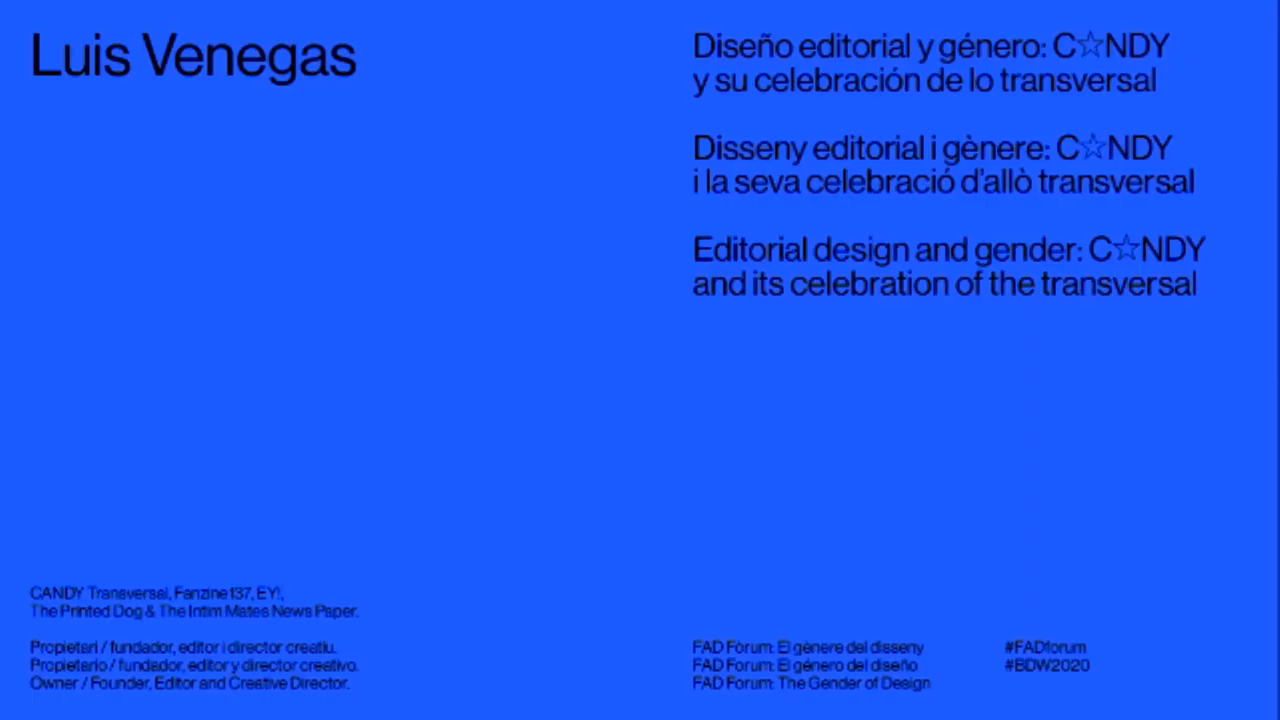 Luis Venegas
Diseño editorial y género: C☆NDY
y su celebración de lo transversal
Disseny editorial i gènere: C☆NDY
i la seva celebració d'allò transversal
Editorial design and gender: C☆NDY
and its celebration of the transversal
CANDY Transversal, Fanzine137, EY!,
The Printed Dog & The Intim Mates News Paper.
Propietari / fundador, editor i director creatiu.
Propietario / fundador, editor y director creativo.
Owner / Founder, Editor and Creative Director.
FAD Fòrum: El gènere del disseny
FAD Forum: El género del diseño
FAD Forum: The Gender of Design
#FADforum
#BDW2020